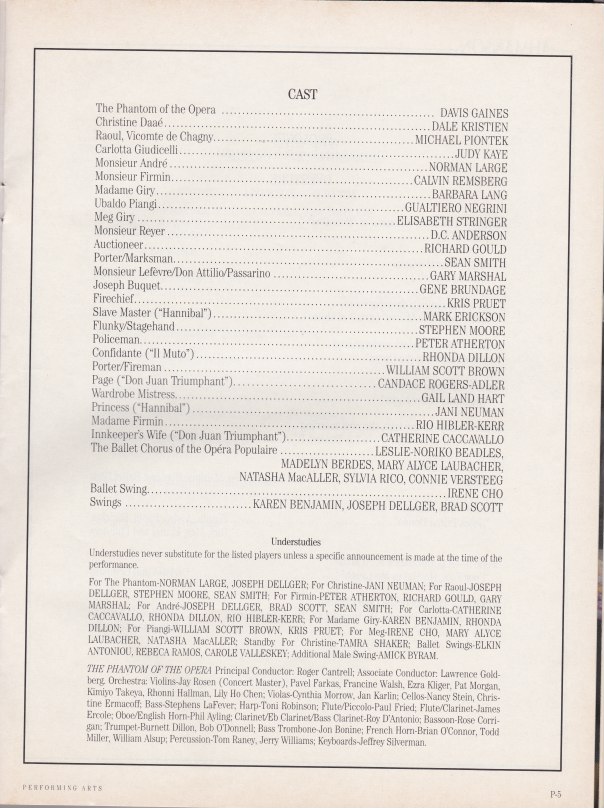 CAST
The Phantom of the Opera ........................................ DAVIS GAINES
Christine Daaé........................................DALE KRISTIEN
Raoul, Vicomte de Chagny........................................MICHAEL PIONTEK
Carlotta Giudicelli........................................JUDY KAYE
Monsieur André........................................NORMAN LARGE
Monsieur Firmin........................................CALVIN REMSBERG
Madame Giry........................................BARBARA LANG
Ubaldo Piangi........................................GUALTIERO NEGRINI
Meg Giry ........................................ELISABETH STRINGER
Monsieur Reyer ........................................D.C. ANDERSON
Auctioneer........................................RICHARD GOULD
Porter/Marksman........................................SEAN SMITH
Monsieur Lefèvre/Don Attilio/Passarino ........................................GARY MARSHAL
Joseph Buquet........................................GENE BRUNDAGE
Firechief........................................KRIS PRUET
Slave Master ("Hannibal")........................................MARK ERICKSON
Flunky/Stagehand........................................STEPHEN MOORE
Policeman........................................PETER ATHERTON
Confidante ("Il Muto")........................................RHONDA DILLON
Porter/Fireman ........................................WILLIAM SCOTT BROWN
Page ("Don Juan Triumphant")........................................CANDACE ROGERS-ADLER
Wardrobe Mistress........................................GAIL LAND HART
Princess ("Hannibal") ........................................JANI NEUMAN
Madame Firmin........................................RIO HIBLER-KERR
Innkeeper's Wife ("Don Juan Triumphant")........................CATHERINE CACCAVALLO
The Ballet Chorus of the Opéra Populaire ........................LESLIE-NORIKO BEADLES,
MADELYN BERDES, MARY ALYCE LAUBACHER,
NATASHA MacALLER, SYLVIA RICO, CONNIE VERSTEEG
Ballet Swing........................................IRENE CHO
Swings ........................KAREN BENJAMIN, JOSEPH DELLGER, BRAD SCOTT
Understudies
Understudies never substitute for the listed players unless a specific announcement is made at the time of the
performance.
For The Phantom-NORMAN LARGE, JOSEPH DELLGER; For Christine-JANI NEUMAN; For Raoul-JOSEPH
DELLGER, STEPHEN MOORE, SEAN SMITH; For Firmin-PETER ATHERTON, RICHARD GOULD, GARY
MARSHAL; For André-JOSEPH DELLGER, BRAD SCOTT, SEAN SMITH; For Carlotta-CATHERINE
CACCAVALLO, RHONDA DILLON, RIO HIBLER-KERR; For Madame Giry-KAREN BENJAMIN, RHONDA
DILLON; For Piangi-WILLIAM SCOTT BROWN, KRIS PRUET; For Meg-IRENE CHO, MARY ALYCE
LAUBACHER, NATASHA MacALLER; Standby For Christine-TAMRA SHAKER; Ballet Swings-ELKIN
ANTONIOU, REBECA RAMOS, CAROLE VALLESKEY; Additional Male Swing-AMICK BYRAM.
THE PHANTOM OF THE OPERA Principal Conductor: Roger Cantrell; Associate Conductor: Lawrence Gold-
berg. Orchestra: Violins-Jay Rosen (Concert Master), Pavel Farkas, Francine Walsh, Ezra Kliger, Pat Morgan,
Kimiyo Takeya, Rhonni Hallman, Lily Ho Chen; Violas-Cynthia Morrow, Jan Karlin; Cellos-Nancy Stein, Chris-
tine Ermacoff; Bass-Stephens LaFever; Harp-Toni Robinson; Flute/Piccolo-Paul Fried; Flute/Clarinet-James
Ercole; Oboe/English Horn-Phil Ayling; Clarinet/Eb Clarinet/Bass Clarinet-Roy D'Antonio; Bassoon-Rose Corri-
gan; Trumpet-Burnett Dillon, Bob O'Donnell; Bass Trombone-Jon Bonine; French Horn-Brian O'Connor, Todd
Miller, William Alsup; Percussion-Tom Raney, Jerry Williams; Keyboards-Jeffrey Silverman.
PERFORMING ARTS
P-5